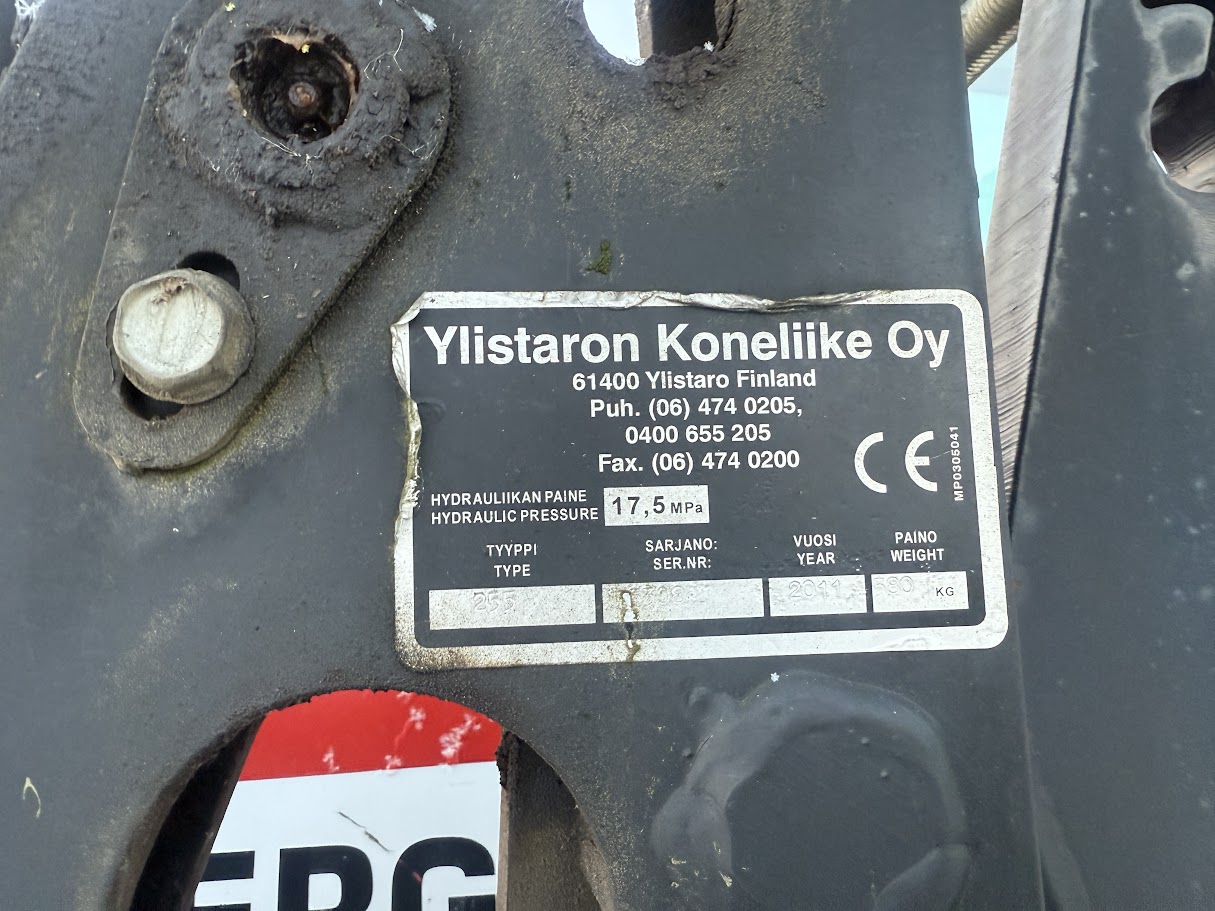 Ylistaron Koneliike Oy
61400 Ylistaro Finland
Puh. (06) 474 0205,
0400 655 205
Fax. (06) 474 0200
CE
MP0305041
HYDRAULIIKAN PAINE
HYDRAULIC PRESSURE
17,5 MPa
TYYPPI
TYPE
SARJANO:
SER.NR:
VUOSI
YEAR
PAINO
WEIGHT
255
2011
KG